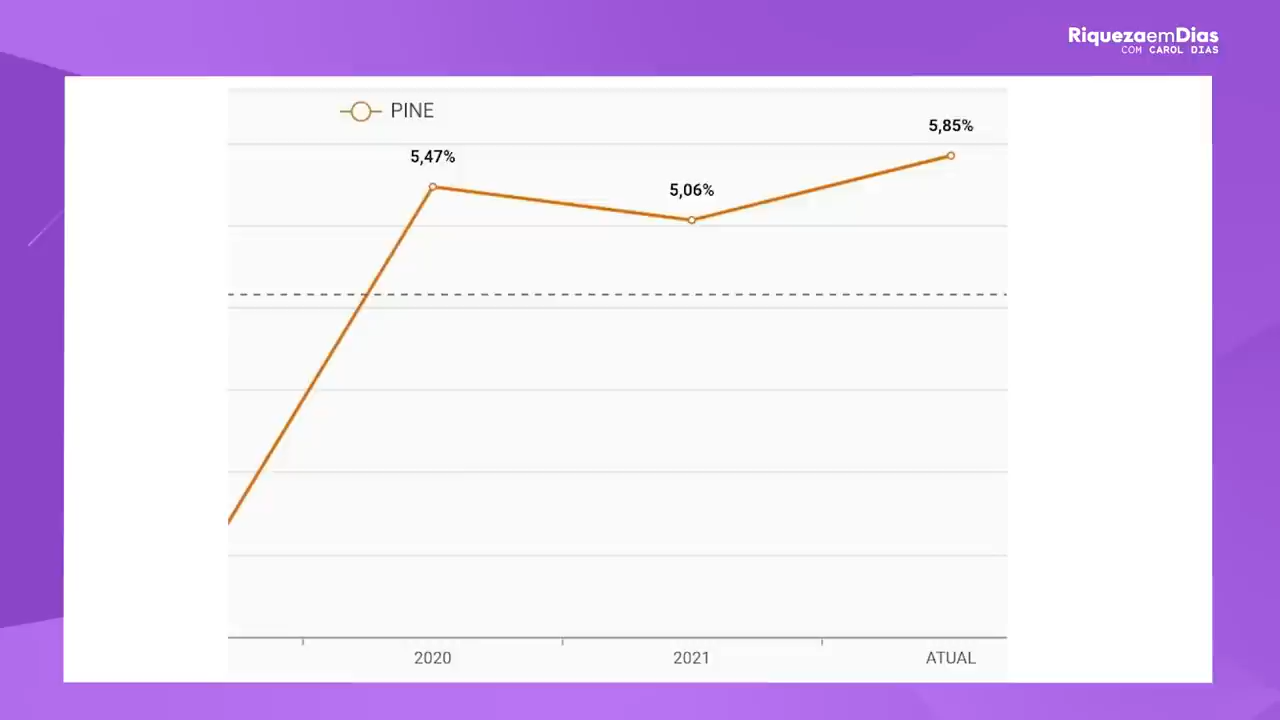 RiquezaemDias
COM CAROL DIAS
PINE
5,47%
5,06%
5,85%
2020
2021
ATUAL